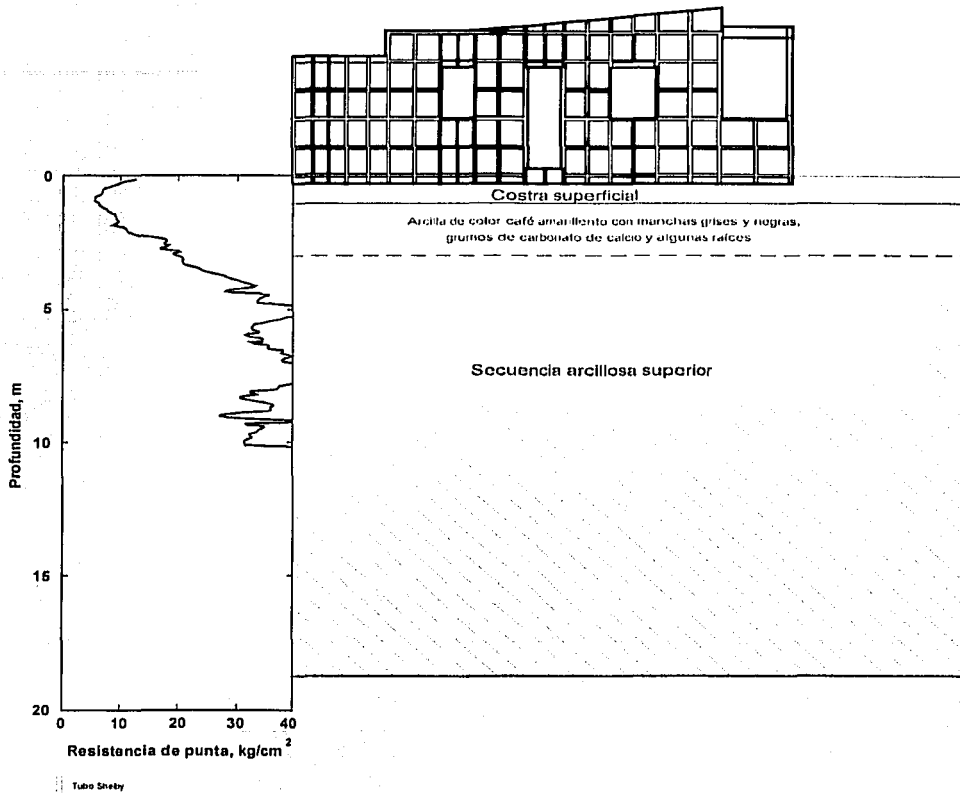 0
Costra superficial
Arcilla de color café amarillento con manchas grises y negras,
grumos de carbonato de calcio y algunas raíces
5
Secuencia arcillosa superior
Profundidad, m
10
15
20
0 10 20 30 40
Resistencia de punta, kg/cm²
Tubo Sheby